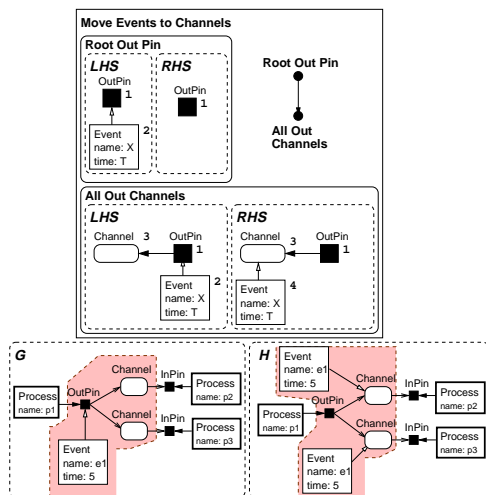 Move Events to Channels
Root Out Pin
LHS
OutPin
1
Event
name: X
time: T
2
RHS
OutPin
1
Root Out Pin
All Out
Channels
All Out Channels
LHS
Channel
3
OutPin
1
Event
name: X
time: T
2
RHS
Channel
3
OutPin
1
Event
name: X
time: T
4
G
Channel
InPin
Process
name: p2
Process
name: p1
OutPin
Channel
InPin
Process
name: p3
Event
name: e1
time: 5
H
Event
name: e1
time: 5
Channel
InPin
Process
name: p2
Process
name: p1
OutPin
Channel
InPin
Process
name: p3
Event
name: e1
time: 5